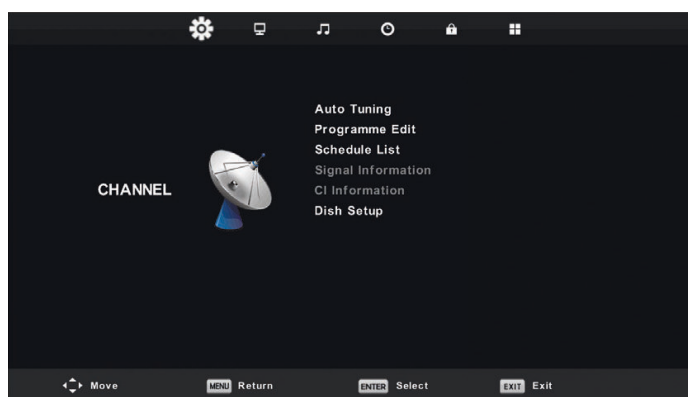 Auto Tuning
Programme Edit
Schedule List
Signal Information
CI Information
Dish Setup
CHANNEL
Move MENU Return ENTER Select EXIT Exit